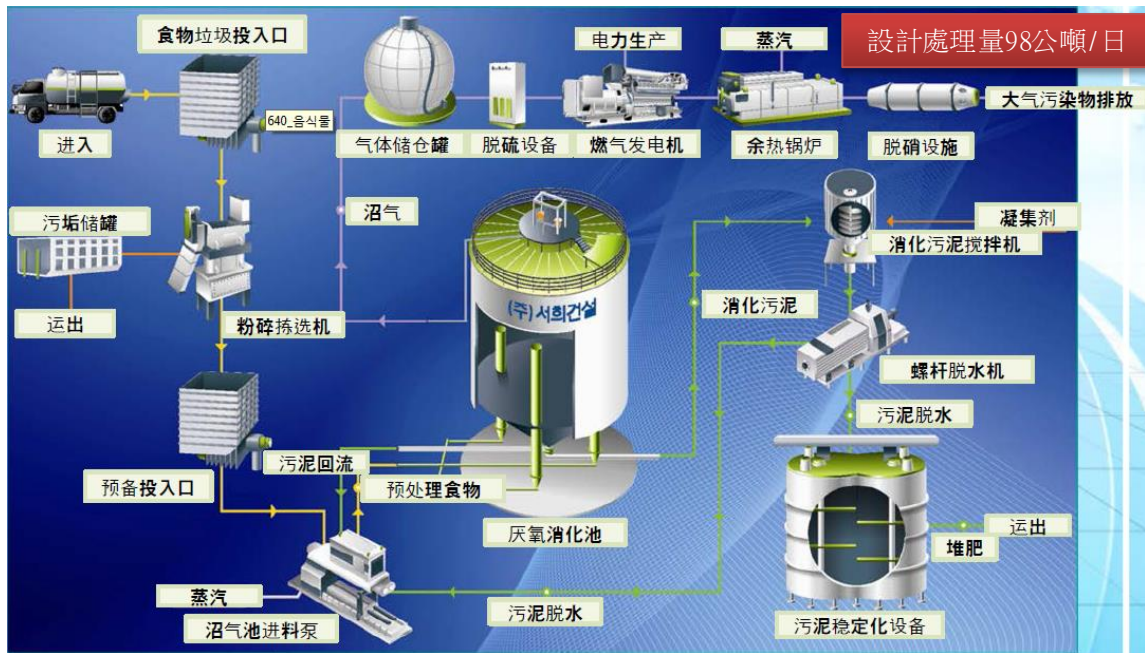 設計處理量98公噸/日
食物垃圾投入口
电力生产
蒸汽
进入
640_음식물
气体储仓罐
脱硫设备
燃气发电机
余热锅炉
脱硝设施
大气污染物排放
污垢储罐
沼气
凝集剂
消化污泥搅拌机
运出
粉碎拣选机
(주)서희건설
消化污泥
螺杆脱水机
污泥脱水
预备投入口
污泥回流
预处理食物
厌氧消化池
运出
堆肥
蒸汽
沼气池进料泵
污泥脱水
污泥稳定化设备